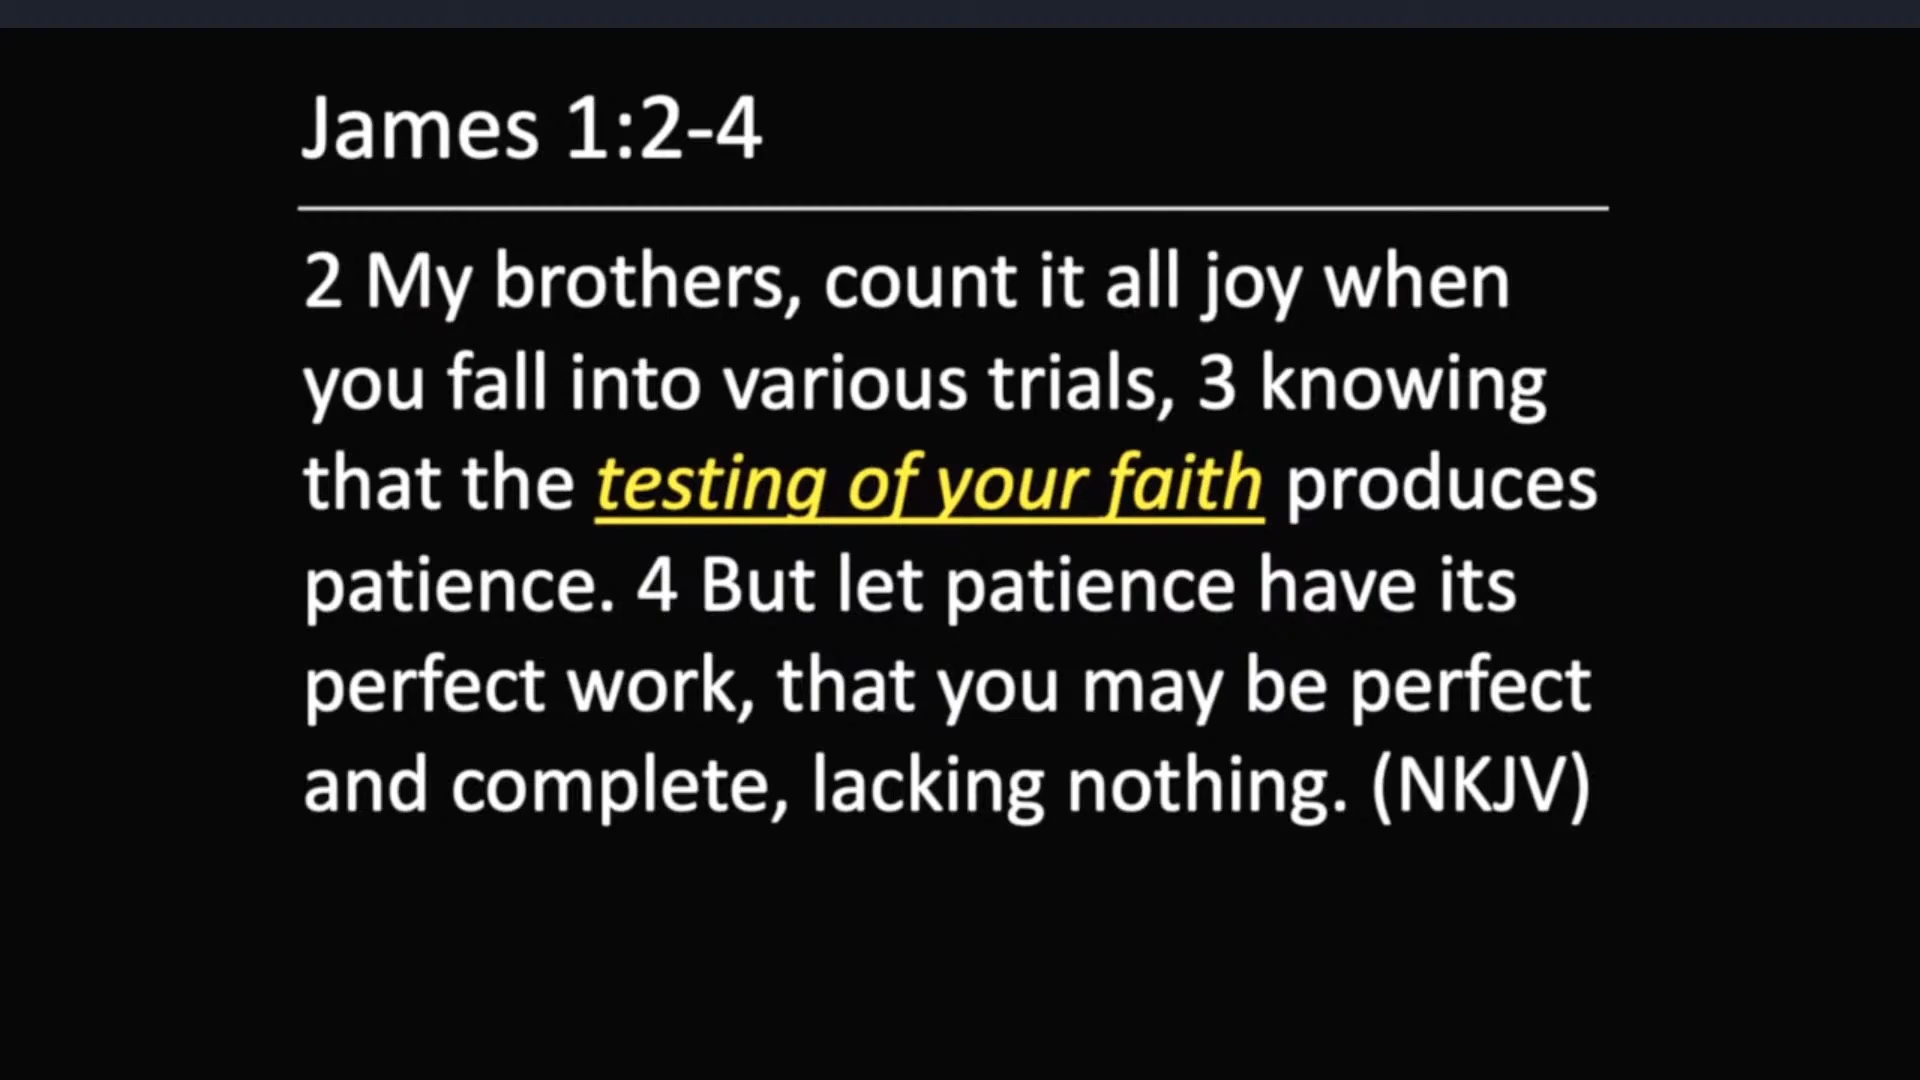 James 1:2-4
2 My brothers, count it all joy when
you fall into various trials, 3 knowing
that the testing of your faith produces
patience. 4 But let patience have its
perfect work, that you may be perfect
and complete, lacking nothing. (NKJV)